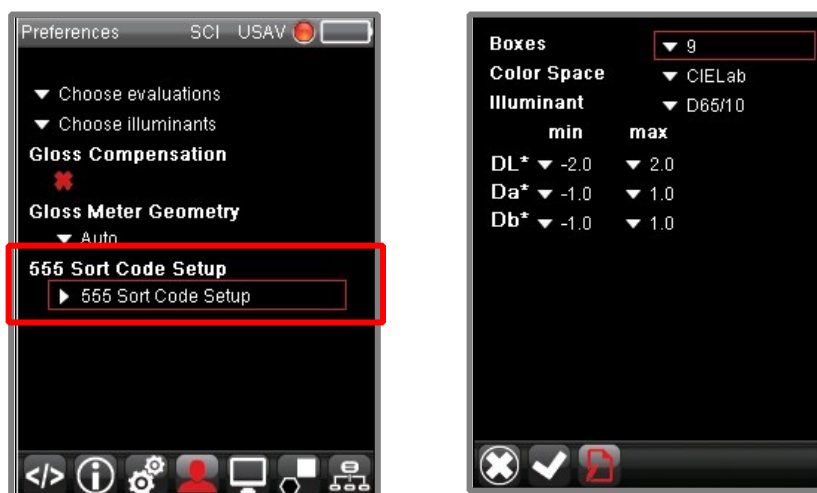 Preferences SCI USAV
Choose evaluations
Choose illuminants
Gloss Compensation
Gloss Meter Geometry
Auto
555 Sort Code Setup
555 Sort Code Setup
</>
i
Boxes 9
Color Space CIELab
Illuminant D65/10
min max
DL* -2.0 2.0
Da* -1.0 1.0
Db* -1.0 1.0